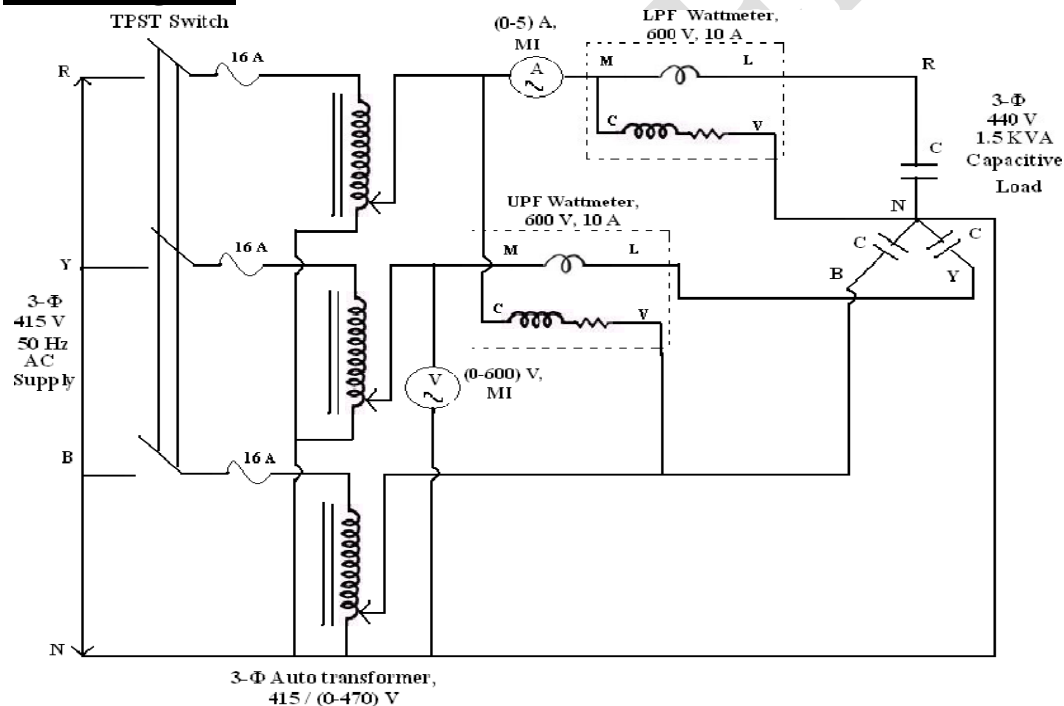 TPST Switch
R
16 A
(0-5) A,
MI
A
LPF Wattmeter,
600 V, 10 A
M
L
C
V
R
3-Φ
440 V
1.5 KVA
Capacitive
Load
C
N
C
C
B
Y
UPF Wattmeter,
600 V, 10 A
M
L
C
V
Y
16 A
3-Φ
415 V
50 Hz
AC
Supply
V
(0-600) V,
MI
B
16 A
N
3-Φ Auto transformer,
415 / (0-470) V